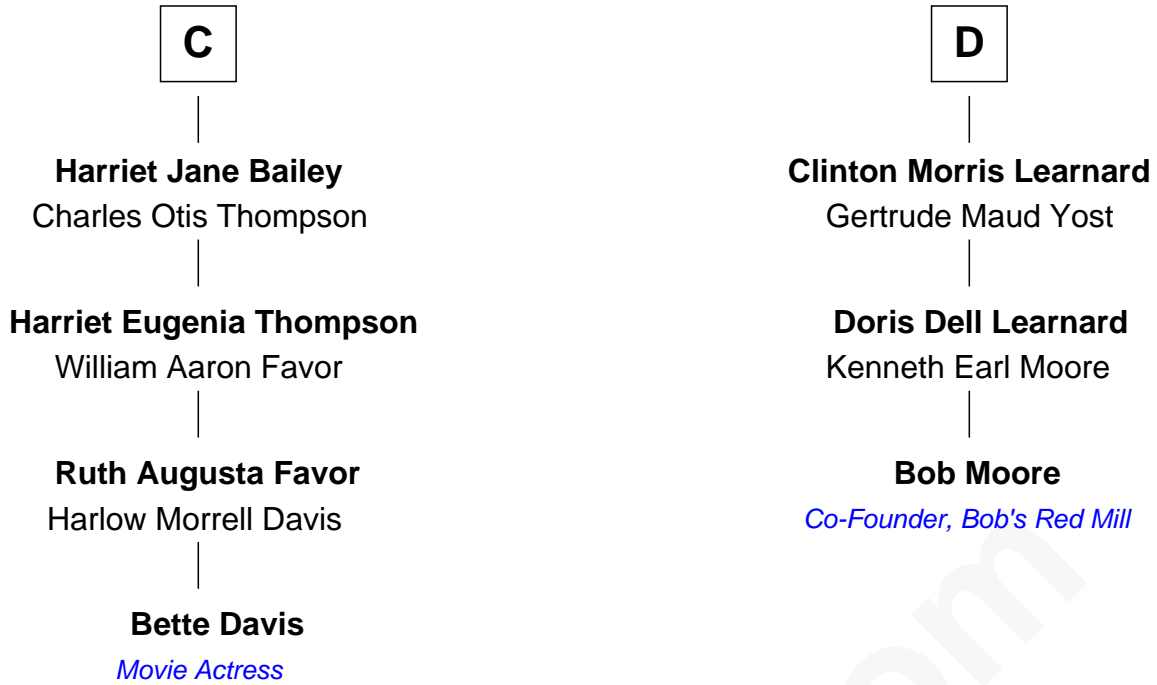 C
Harriet Jane Bailey
Charles Otis Thompson
Harriet Eugenia Thompson
William Aaron Favor
Ruth Augusta Favor
Harlow Morrell Davis
Bette Davis
Movie Actress
D
Clinton Morris Learnard
Gertrude Maud Yost
Doris Dell Learnard
Kenneth Earl Moore
Bob Moore
Co-Founder, Bob's Red Mill
om